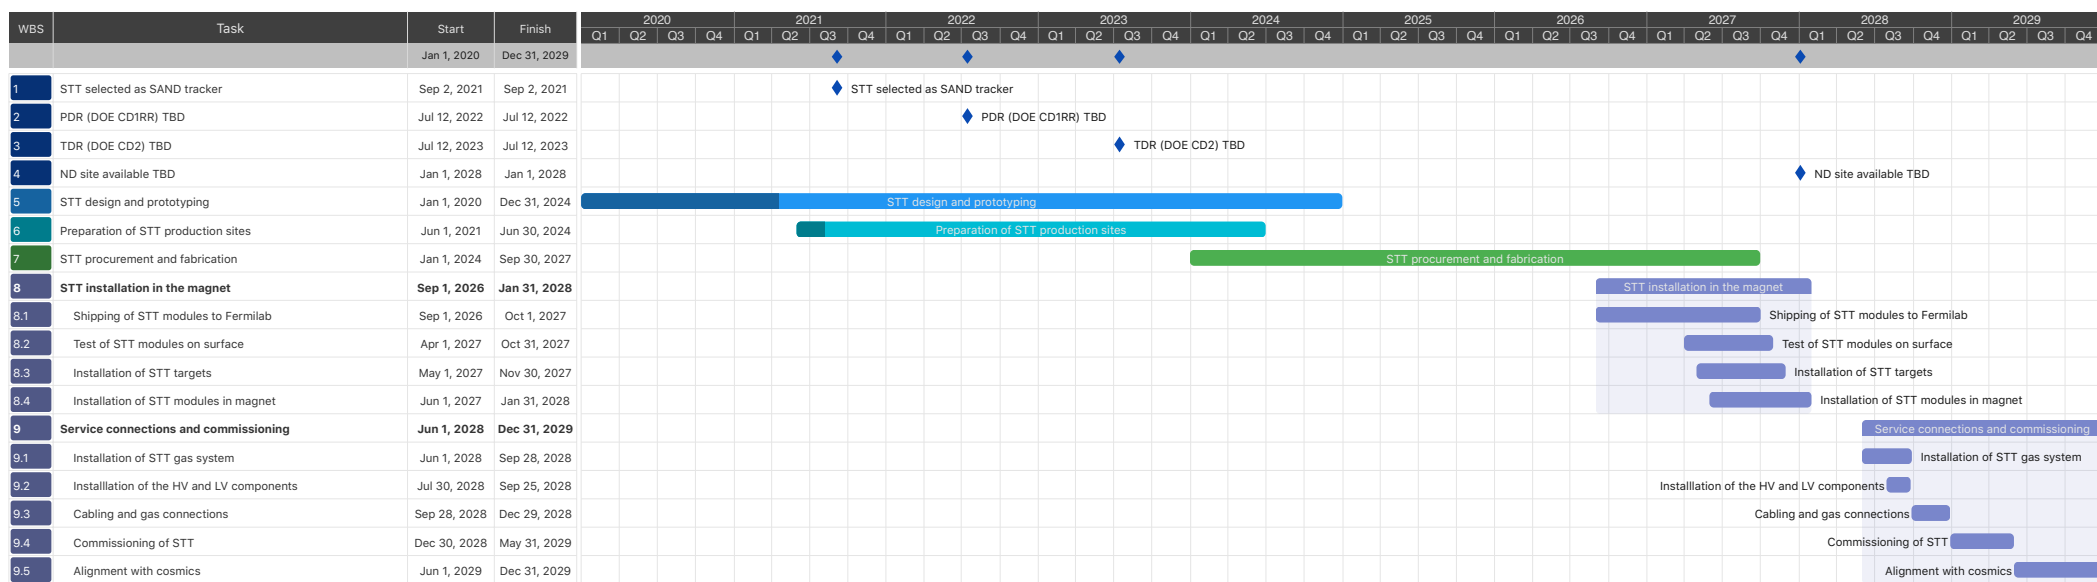 WBS Task Start Finish 2020 2021 2022 2023 2024 2025 2026 2027 2028 2029
Q1 Q2 Q3 Q4 Q1 Q2 Q3 Q4 Q1 Q2 Q3 Q4 Q1 Q2 Q3 Q4 Q1 Q2 Q3 Q4 Q1 Q2 Q3 Q4 Q1 Q2 Q3 Q4 Q1 Q2 Q3 Q4 Q1 Q2 Q3 Q4 Q1 Q2 Q3 Q4
Jan 1, 2020 Dec 31, 2029
1 STT selected as SAND tracker Sep 2, 2021 Sep 2, 2021 STT selected as SAND tracker
2 PDR (DOE CD1RR) TBD Jul 12, 2022 Jul 12, 2022 PDR (DOE CD1RR) TBD
3 TDR (DOE CD2) TBD Jul 12, 2023 Jul 12, 2023 TDR (DOE CD2) TBD
4 ND site available TBD Jan 1, 2028 Jan 1, 2028 ND site available TBD
5 STT design and prototyping Jan 1, 2020 Dec 31, 2024 STT design and prototyping
6 Preparation of STT production sites Jun 1, 2021 Jun 30, 2024 Preparation of STT production sites
7 STT procurement and fabrication Jan 1, 2024 Sep 30, 2027 STT procurement and fabrication
8 STT installation in the magnet Sep 1, 2026 Jan 31, 2028 STT installation in the magnet
8.1 Shipping of STT modules to Fermilab Sep 1, 2026 Oct 1, 2027 Shipping of STT modules to Fermilab
8.2 Test of STT modules on surface Apr 1, 2027 Oct 31, 2027 Test of STT modules on surface
8.3 Installation of STT targets May 1, 2027 Nov 30, 2027 Installation of STT targets
8.4 Installation of STT modules in magnet Jun 1, 2027 Jan 31, 2028 Installation of STT modules in magnet
9 Service connections and commissioning Jun 1, 2028 Dec 31, 2029 Service connections and commissioning
9.1 Installation of STT gas system Jun 1, 2028 Sep 28, 2028 Installation of STT gas system
9.2 Installlation of the HV and LV components Jul 30, 2028 Sep 25, 2028 Installlation of the HV and LV components
9.3 Cabling and gas connections Sep 28, 2028 Dec 29, 2028 Cabling and gas connections
9.4 Commissioning of STT Dec 30, 2028 May 31, 2029 Commissioning of STT
9.5 Alignment with cosmics Jun 1, 2029 Dec 31, 2029 Alignment with cosmics